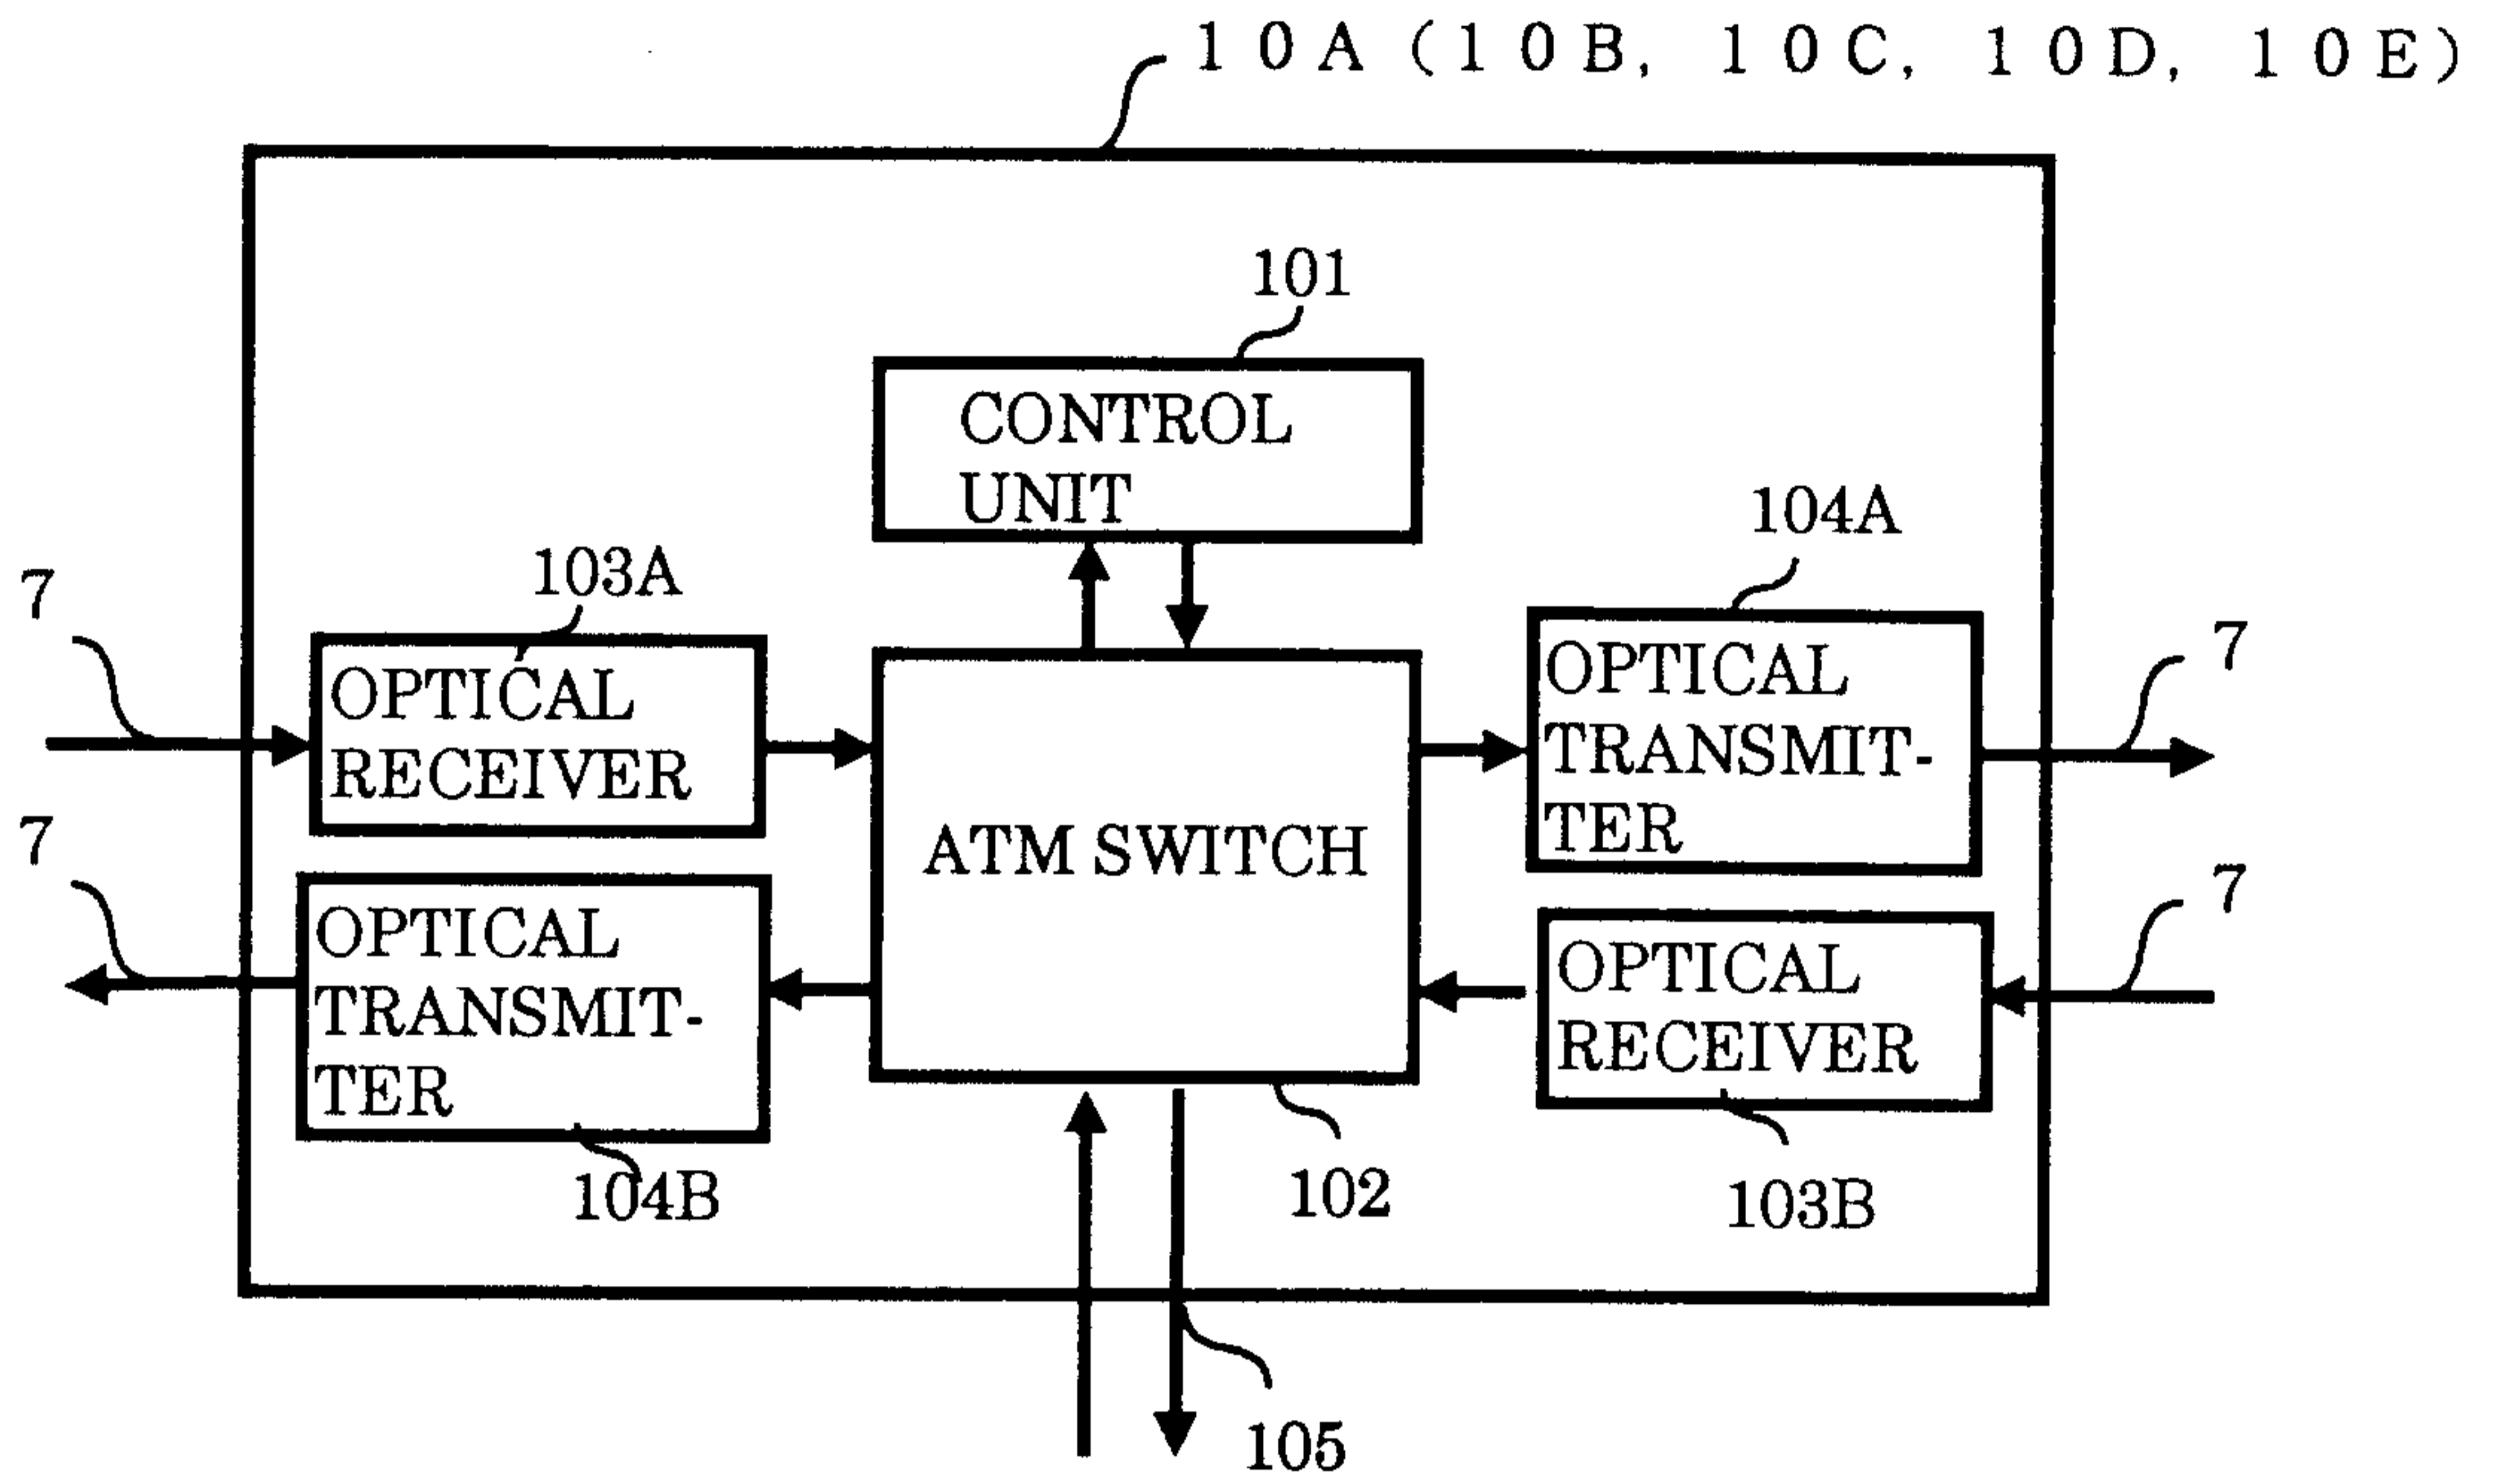 10A (10B, 10C, 10D, 10E)
101
CONTROL
UNIT
104A
103A
7
7
OPTICAL
RECEIVER
OPTICAL
TRANSMIT-
TER
7
ATM SWITCH
7
OPTICAL
TRANSMIT-
TER
OPTICAL
RECEIVER
104B
102
103B
105